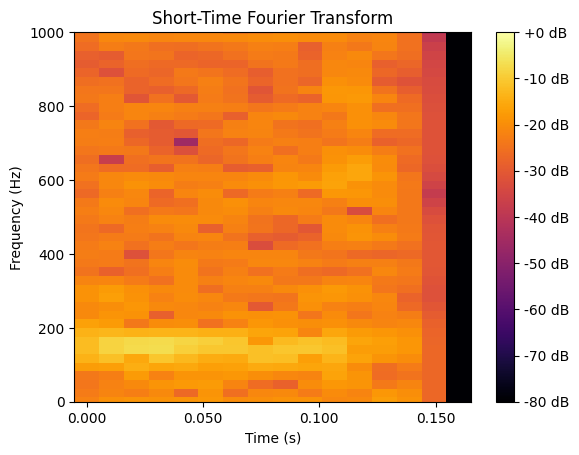 Short-Time Fourier Transform
1000
800
600
400
200
0
Frequency (Hz)
0.000
0.050
0.100
0.150
Time (s)
+0 dB
-10 dB
-20 dB
-30 dB
-40 dB
-50 dB
-60 dB
-70 dB
-80 dB